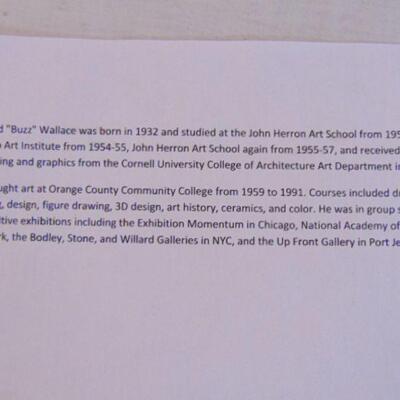 d "Buzz" Wallace was born in 1932 and studied at the John Herron Art School from 195
o Art Institute from 1954-55, John Herron Art School again from 1955-57, and received
ing and graphics from the Cornell University College of Architecture Art Department in
ught art at Orange County Community College from 1959 to 1991. Courses included d
g, design, figure drawing, 3D design, art history, ceramics, and color. He was in group s
tive exhibitions including the Exhibition Momentum in Chicago, National Academy of
rk, the Bodley, Stone, and Willard Galleries in NYC, and the Up Front Gallery in Port Je